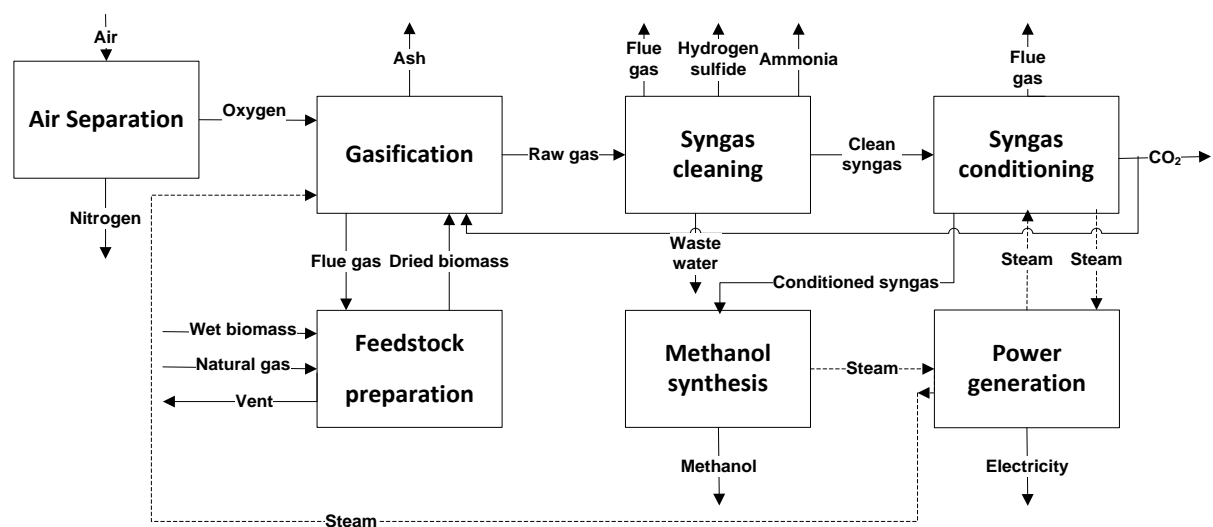 Air
Air Separation
Nitrogen
Oxygen
Ash
Gasification
Raw gas
Flue
gas
Hydrogen
sulfide
Ammonia
Syngas
cleaning
Clean
syngas
Flue
gas
Syngas
conditioning
CO₂
Waste
water
Flue gas
Dried biomass
Conditioned syngas
Steam
Steam
Wet biomass
Natural gas
Vent
Feedstock
preparation
Methanol
synthesis
Steam
Power
generation
Methanol
Electricity
Steam